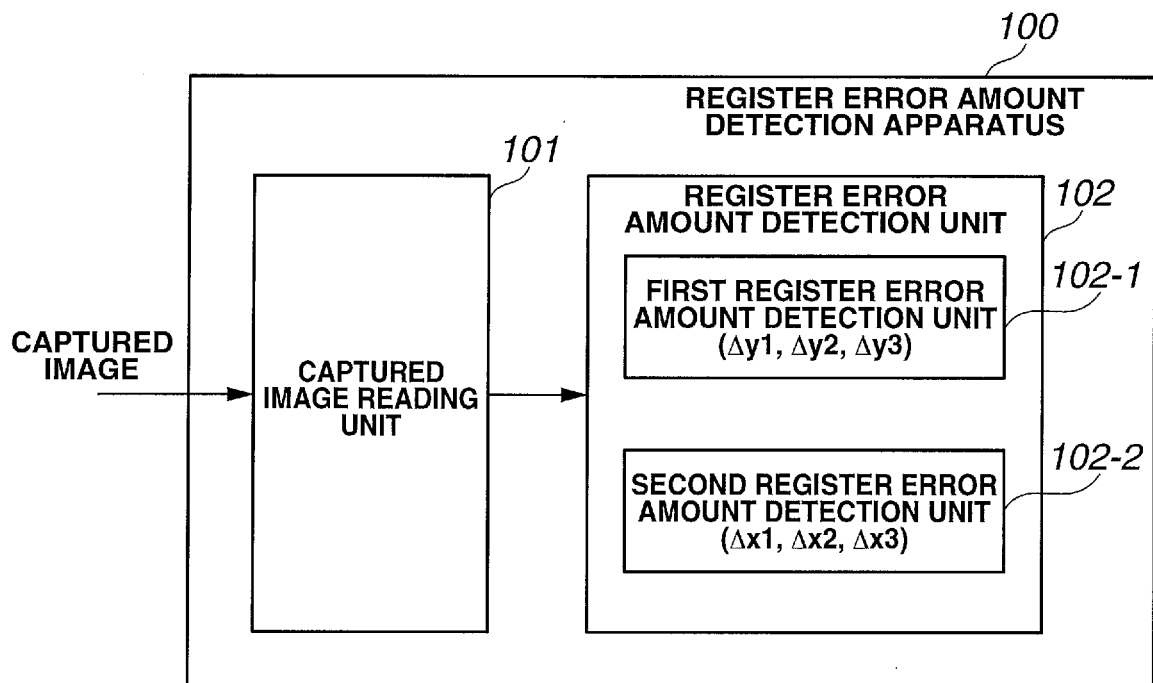 100
REGISTER ERROR AMOUNT
DETECTION APPARATUS
101
REGISTER ERROR
AMOUNT DETECTION UNIT
102
FIRST REGISTER ERROR
AMOUNT DETECTION UNIT
(Δy1, Δy2, Δy3)
102-1
CAPTURED
IMAGE
CAPTURED
IMAGE READING
UNIT
SECOND REGISTER ERROR
AMOUNT DETECTION UNIT
(Δx1, Δx2, Δx3)
102-2